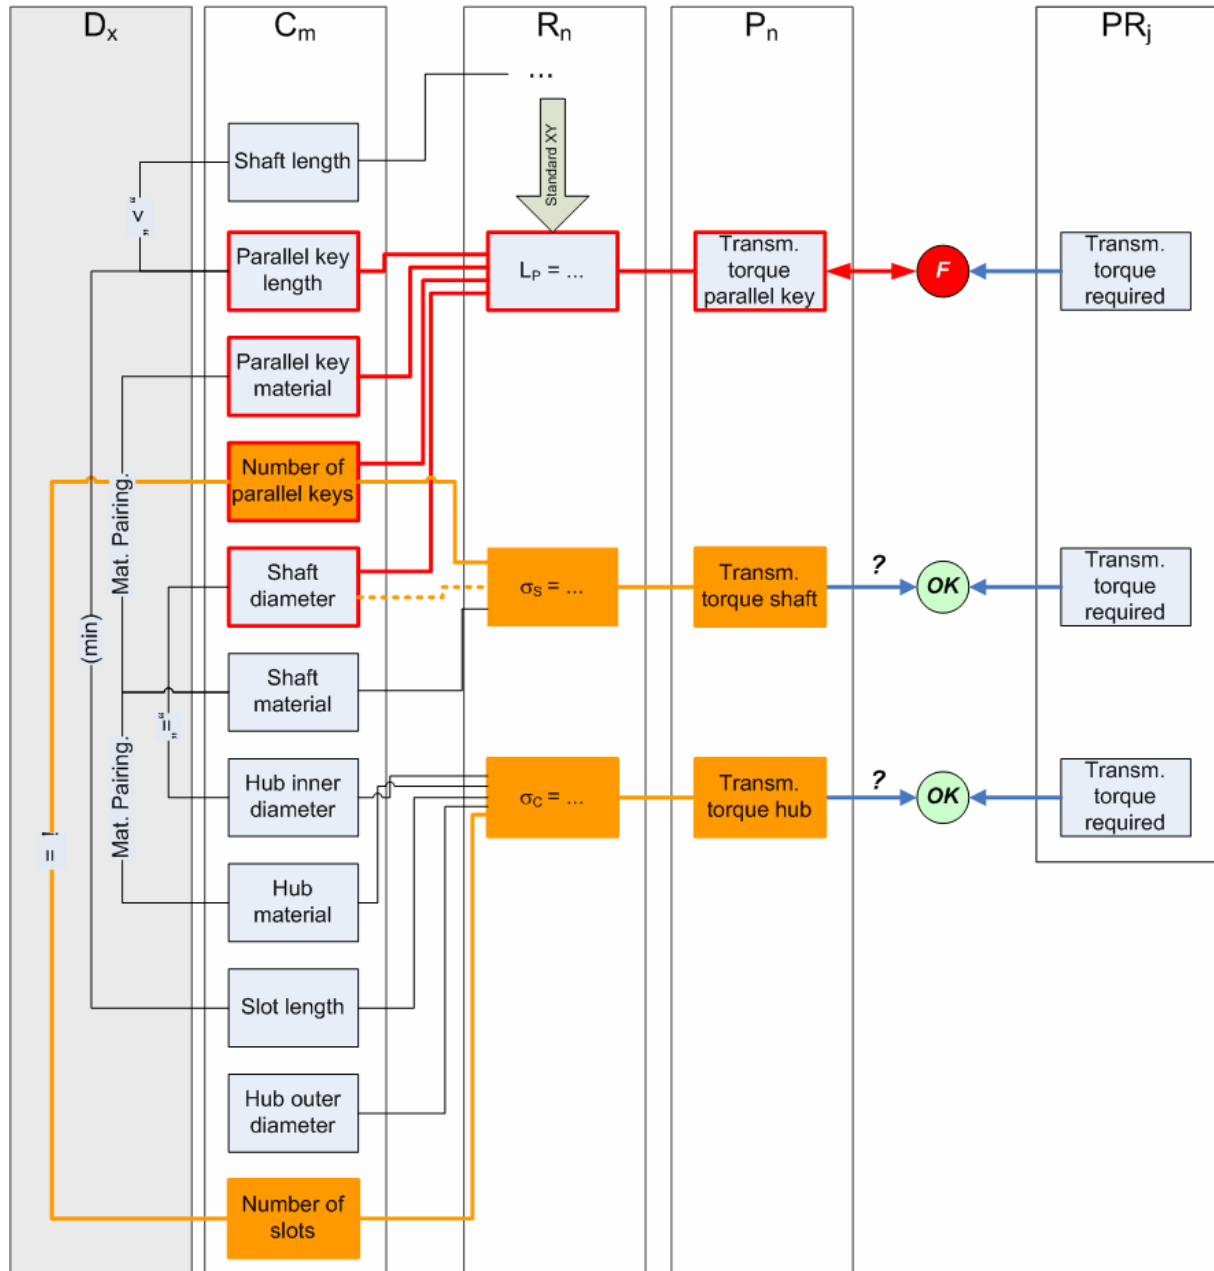 Dx
Cm
Rn
Pn
PRj
...
Standard XY
Shaft length
„<“
Parallel key
length
LP = ...
Transm.
torque
parallel key
F
Transm.
torque
required
Parallel key
material
Number of
parallel keys
Mat. Pairing.
Shaft
diameter
σS = ...
Transm.
torque shaft
?
OK
Transm.
torque
required
(min)
Shaft
material
„=“
Mat. Pairing.
Hub inner
diameter
σC = ...
Transm.
torque hub
?
OK
Transm.
torque
required
= !
Hub
material
Slot length
Hub outer
diameter
Number of
slots